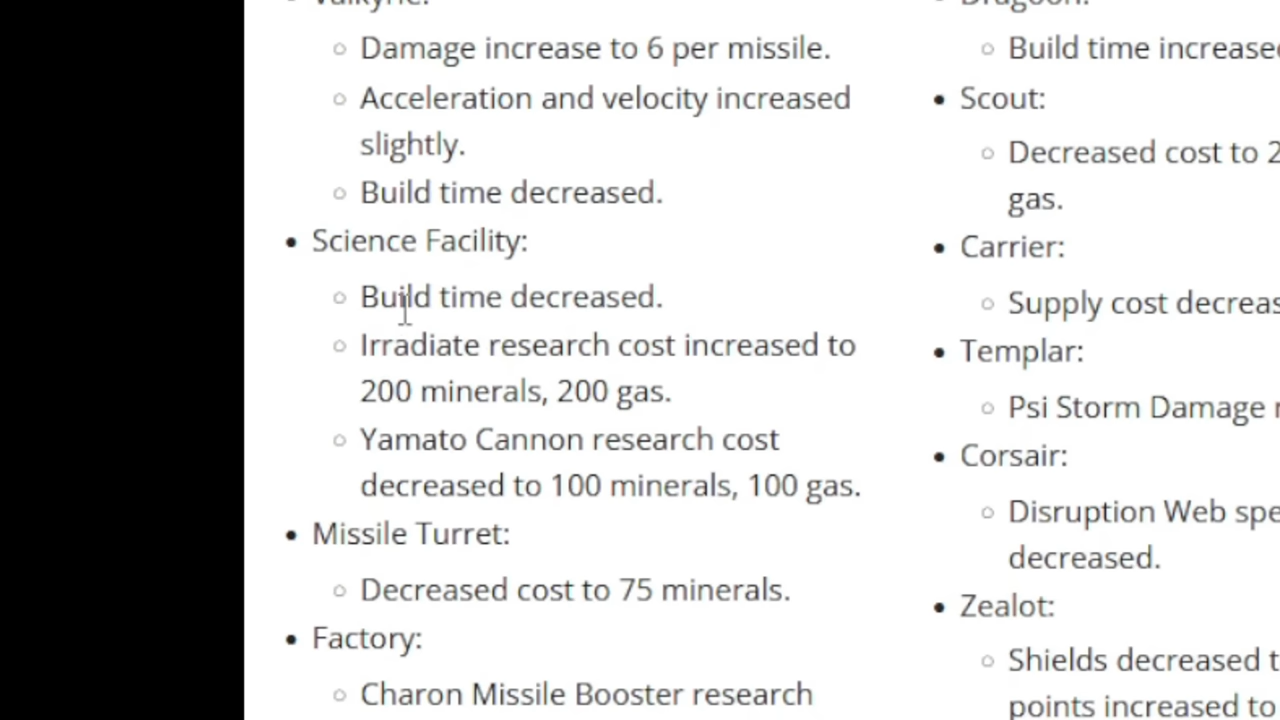 Valkyrie:
Damage increase to 6 per missile.
Acceleration and velocity increased
slightly.
Build time decreased.
Science Facility:
Build time decreased.
Irradiate research cost increased to
200 minerals, 200 gas.
Yamato Cannon research cost
decreased to 100 minerals, 100 gas.
Missile Turret:
Decreased cost to 75 minerals.
Factory:
Charon Missile Booster research
Dragoon:
Build time increased
Scout:
Decreased cost to 2
gas.
Carrier:
Supply cost decreas
Templar:
Psi Storm Damage r
Corsair:
Disruption Web spe
decreased.
Zealot:
Shields decreased t
points increased to